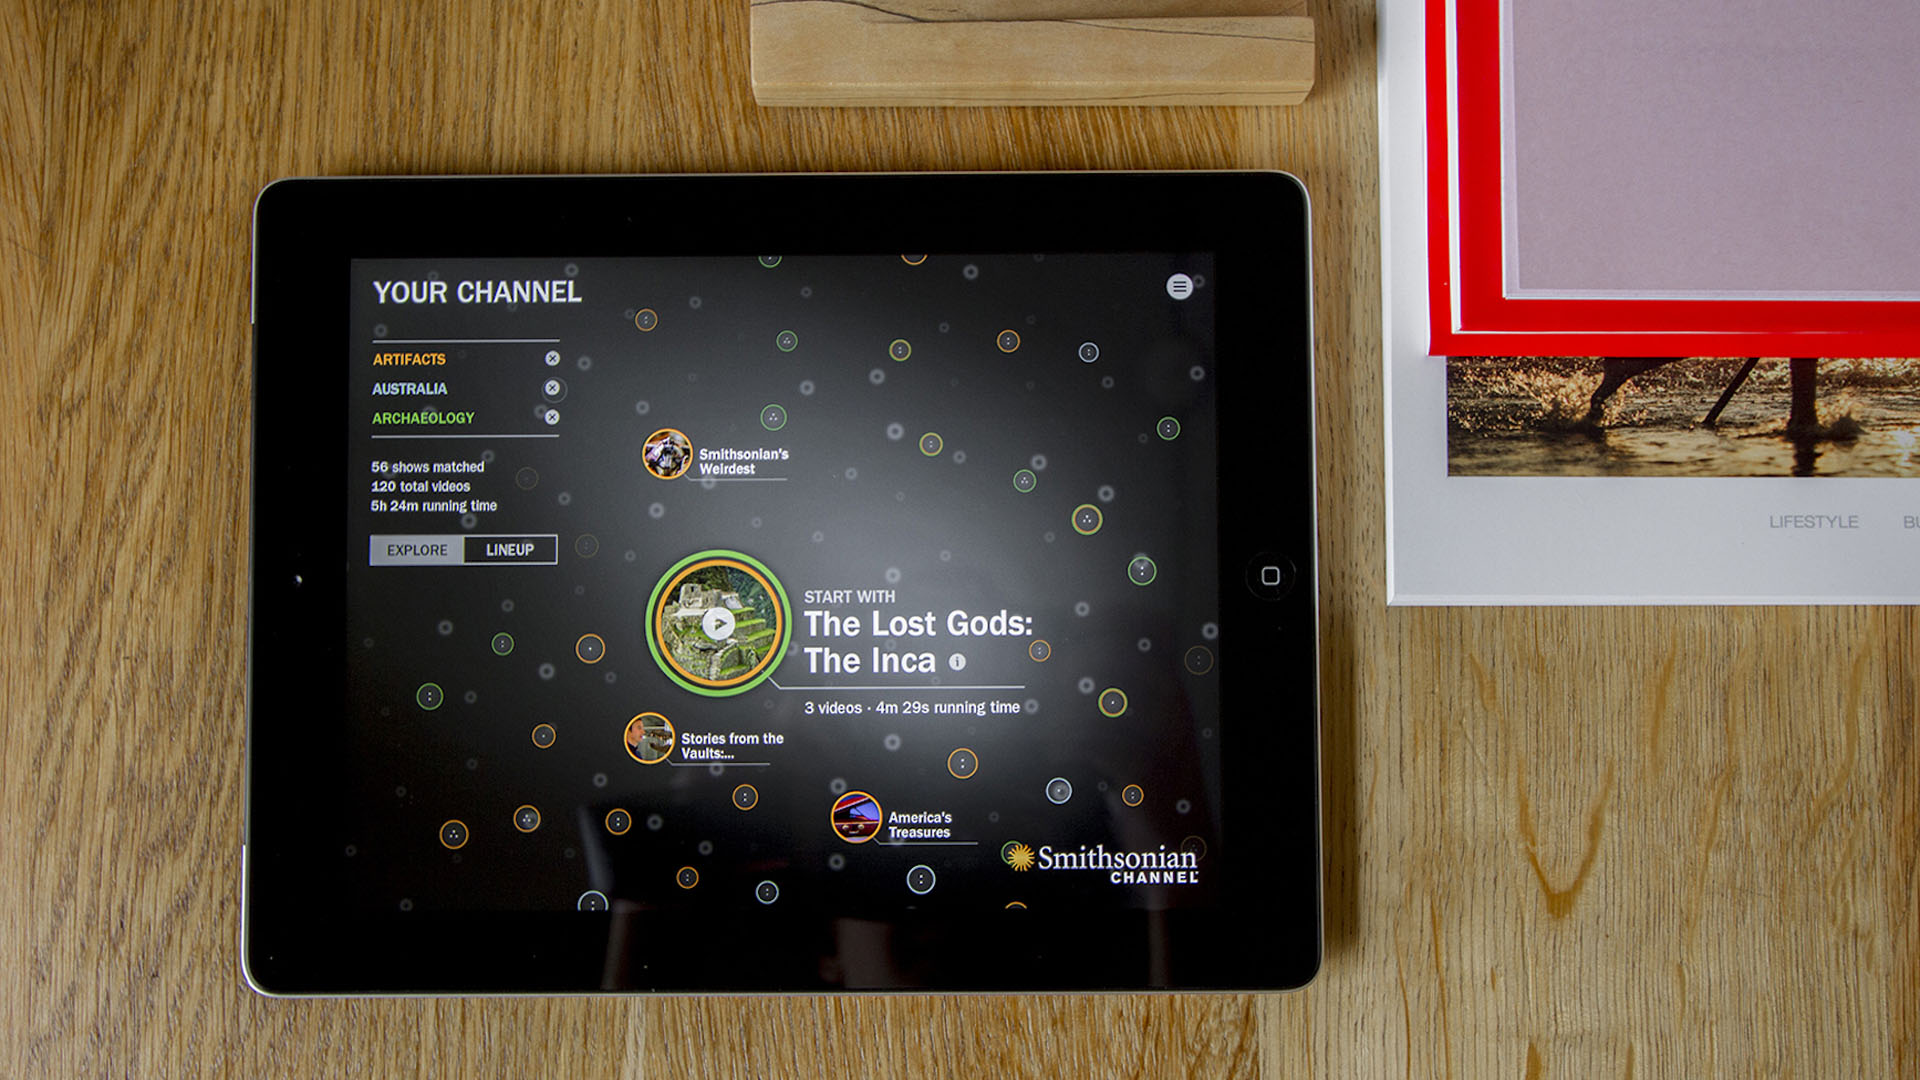 YOUR CHANNEL
ARTIFACTS
AUSTRALIA
ARCHAEOLOGY
56 shows matched
120 total videos
5h 24m running time
EXPLORE LINEUP
Smithsonian's
Weirdest
START WITH
The Lost Gods:
The Inca
3 videos · 4m 29s running time
Stories from the
Vaults:...
America's
Treasures
Smithsonian
CHANNEL
LIFESTYLE